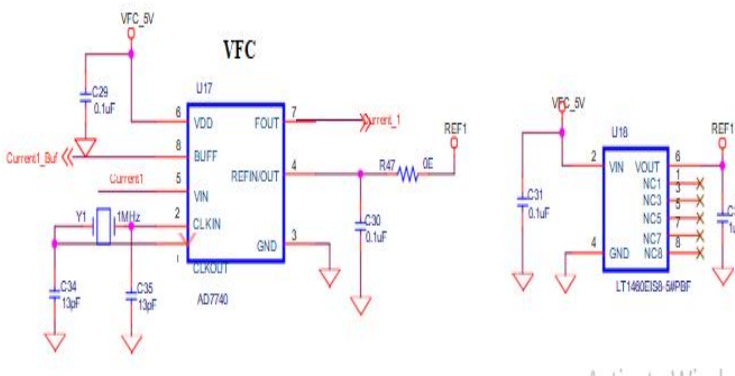 VFC_5V
VFC
C29
0.1uF
U17
6
VDD
FOUT
7
Current_1
8
BUFF
Current1_Buf
REF1
REFIN/OUT
4
R47
0E
5
VIN
Current1
Y1
1MHz
2
CLKIN
C30
0.1uF
GND
3
1
CLKOUT
C34
13pF
C35
13pF
AD7740
VFC_5V
U18
REF1
2
VIN
VOUT
6
NC1
1
NC3
3
NC5
5
NC7
7
NC8
8
C31
0.1uF
4
GND
LT1460EIS8-5#PBF